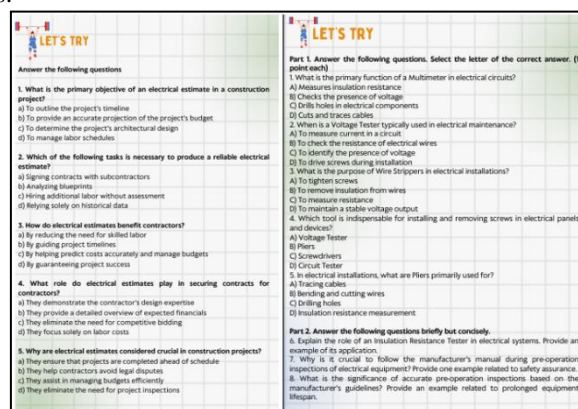 LET'S TRY
Answer the following questions
1. What is the primary objective of an electrical estimate in a construction
project?
a) To outline the project's timeline
b) To provide an accurate projection of the project's budget
c) To determine the project's architectural design
d) To manage labor schedules
2. Which of the following tasks is necessary to produce a reliable electrical
estimate?
a) Signing contracts with subcontractors
b) Analyzing blueprints
c) Hiring additional labor without assessment
d) Relying solely on historical data
3. How do electrical estimates benefit contractors?
a) By reducing the need for skilled labor
b) By guiding project timelines
c) By helping predict costs accurately and manage budgets
d) By guaranteeing project success
4. What role do electrical estimates play in securing contracts for
contractors?
a) They demonstrate the contractor's design expertise
b) They provide a detailed overview of expected financials
c) They eliminate the need for competitive bidding
d) They focus solely on labor costs
5. Why are electrical estimates considered crucial in construction projects?
a) They ensure that projects are completed ahead of schedule
b) They help contractors avoid legal disputes
c) They assist in managing budgets efficiently
d) They eliminate the need for project inspections
LET'S TRY
Part 1. Answer the following questions. Select the letter of the correct answer. (1
point each)
1. What is the primary function of a Multimeter in electrical circuits?
A) Measures insulation resistance
B) Checks the presence of voltage
C) Drills holes in electrical components
D) Cuts and traces cables
2. When is a Voltage Tester typically used in electrical maintenance?
A) To measure current in a circuit
B) To check the resistance of electrical wires
C) To identify the presence of voltage
D) To drive screws during installation
3. What is the purpose of Wire Strippers in electrical installations?
A) To tighten screws
B) To remove insulation from wires
C) To measure resistance
D) To maintain a stable voltage output
4. Which tool is indispensable for installing and removing screws in electrical panels
and devices?
A) Voltage Tester
B) Pliers
C) Screwdrivers
D) Circuit Tester
5. In electrical installations, what are Pliers primarily used for?
A) Tracing cables
B) Bending and cutting wires
C) Drilling holes
D) Insulation resistance measurement
Part 2. Answer the following questions briefly but concisely.
6. Explain the role of an Insulation Resistance Tester in electrical systems. Provide an
example of its application.
7. Why is it crucial to follow the manufacturer's manual during pre-operation
inspections of electrical equipment? Provide one example related to safety assurance.
8. What is the significance of accurate pre-operation inspections based on the
manufacturer's guidelines? Provide an example related to prolonged equipment
lifespan.